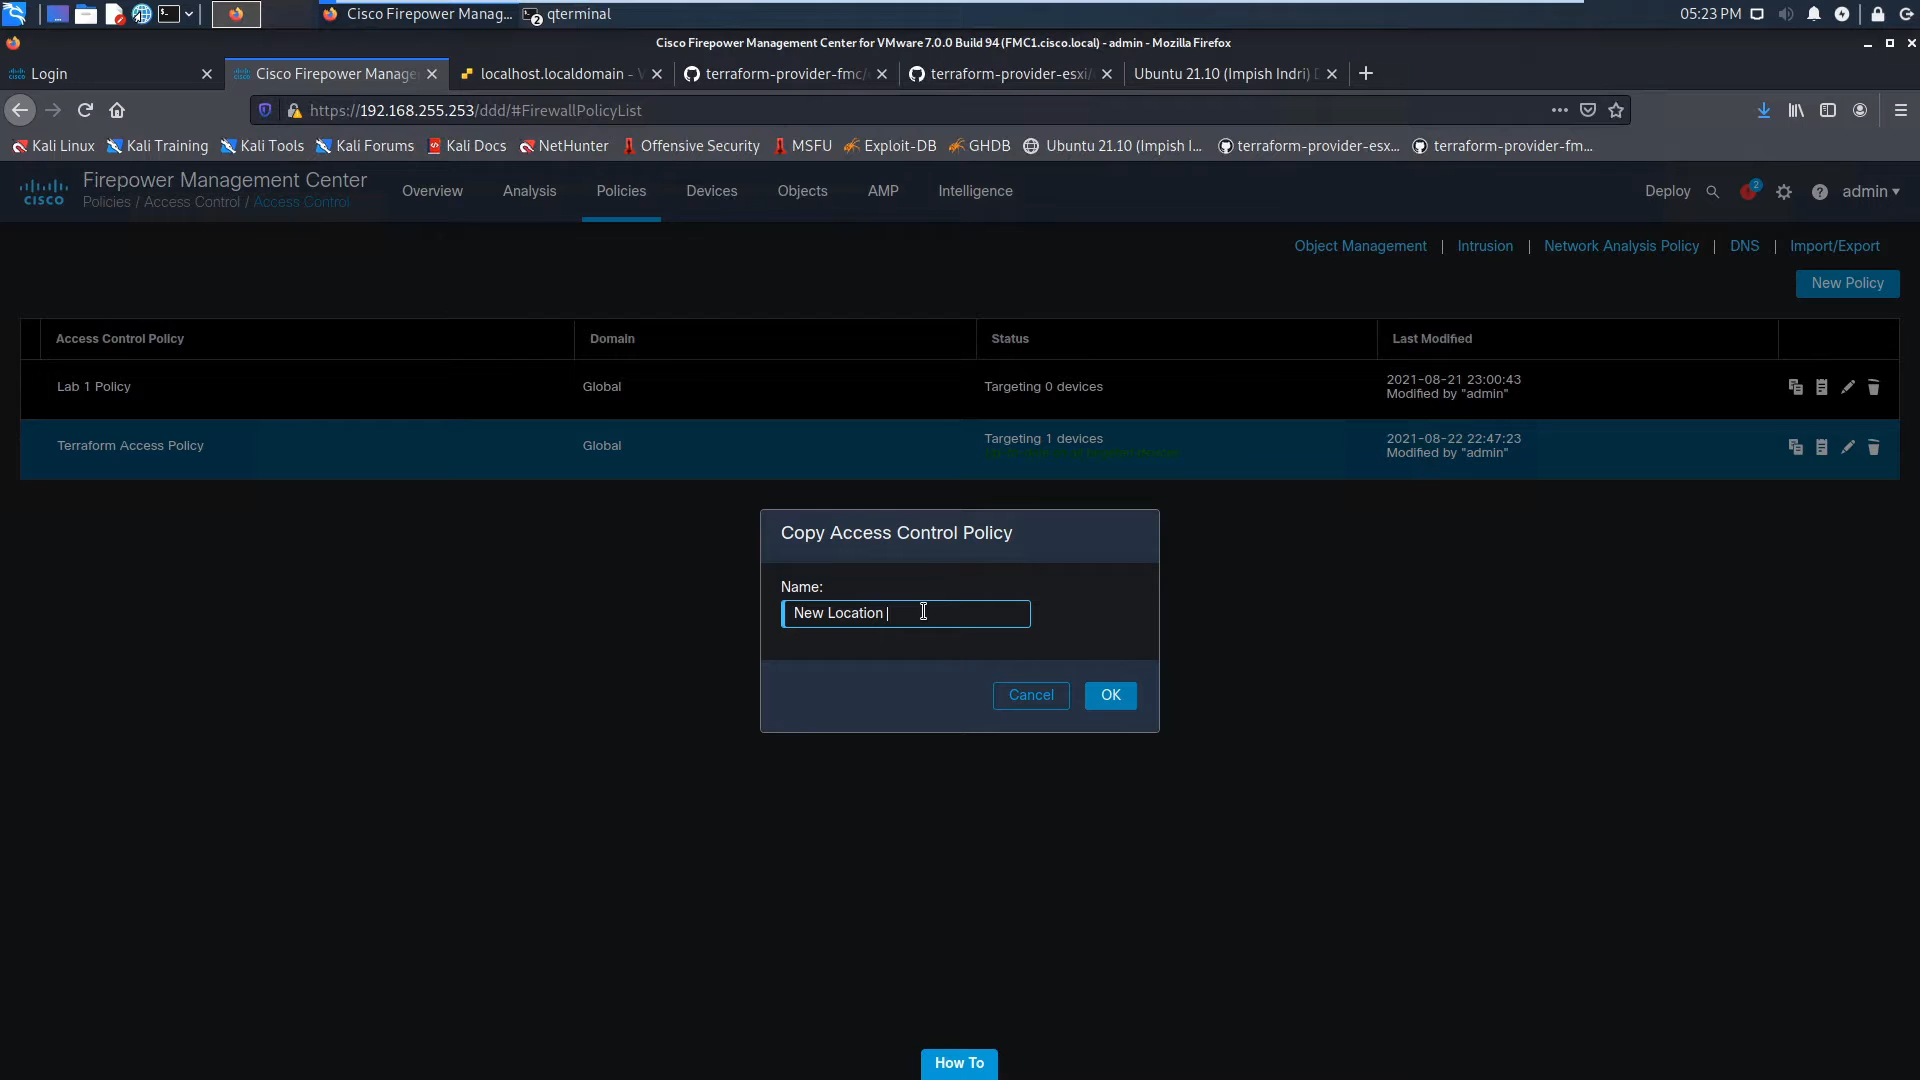 Cisco Firepower Manag...
2
qterminal
05:23 PM
Cisco Firepower Management Center for VMware 7.0.0 Build 94 (FMC1.cisco.local) - admin - Mozilla Firefox
Login
Cisco Firepower Manage
localhost.localdomain - V
terraform-provider-fmc/
terraform-provider-esxi/
Ubuntu 21.10 (Impish Indri)
https://192.168.255.253/ddd/#FirewallPolicyList
Kali Linux
Kali Training
Kali Tools
Kali Forums
Kali Docs
NetHunter
Offensive Security
MSFU
Exploit-DB
GHDB
Ubuntu 21.10 (Impish I...
terraform-provider-esx...
terraform-provider-fm...
CISCO
Firepower Management Center
Policies / Access Control / Access Control
Overview
Analysis
Policies
Devices
Objects
AMP
Intelligence
Deploy
2
admin
Object Management | Intrusion | Network Analysis Policy | DNS | Import/Export
New Policy
Access Control Policy
Domain
Status
Last Modified
Lab 1 Policy
Global
Targeting 0 devices
2021-08-21 23:00:43
Modified by "admin"
Terraform Access Policy
Global
Targeting 1 devices
2021-08-22 22:47:23
Modified by "admin"
Copy Access Control Policy
Name:
New Location
Cancel
OK
How To